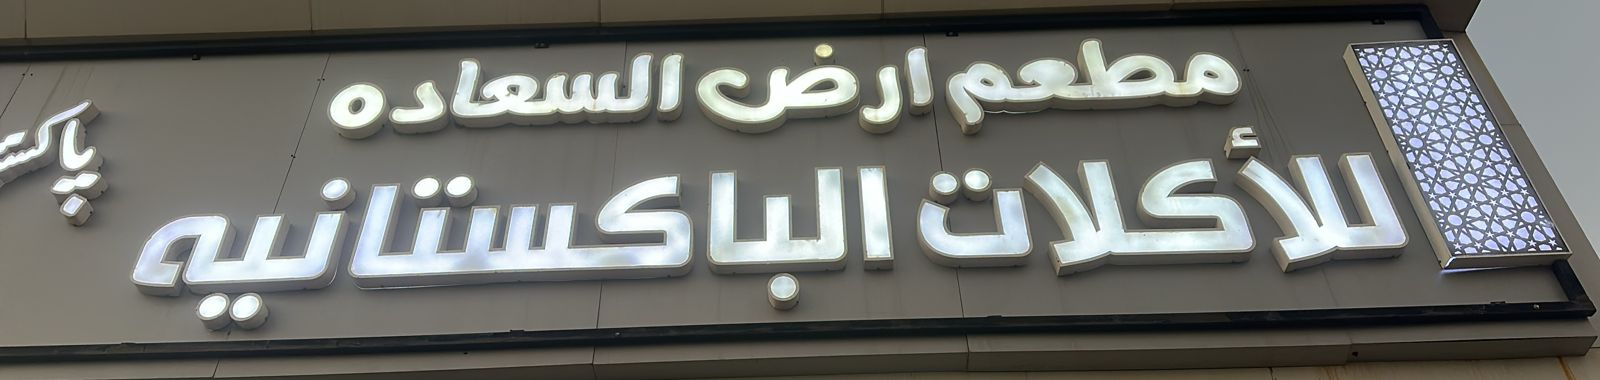 مطعم ارض السعاده
للأكلات الباكستانيه